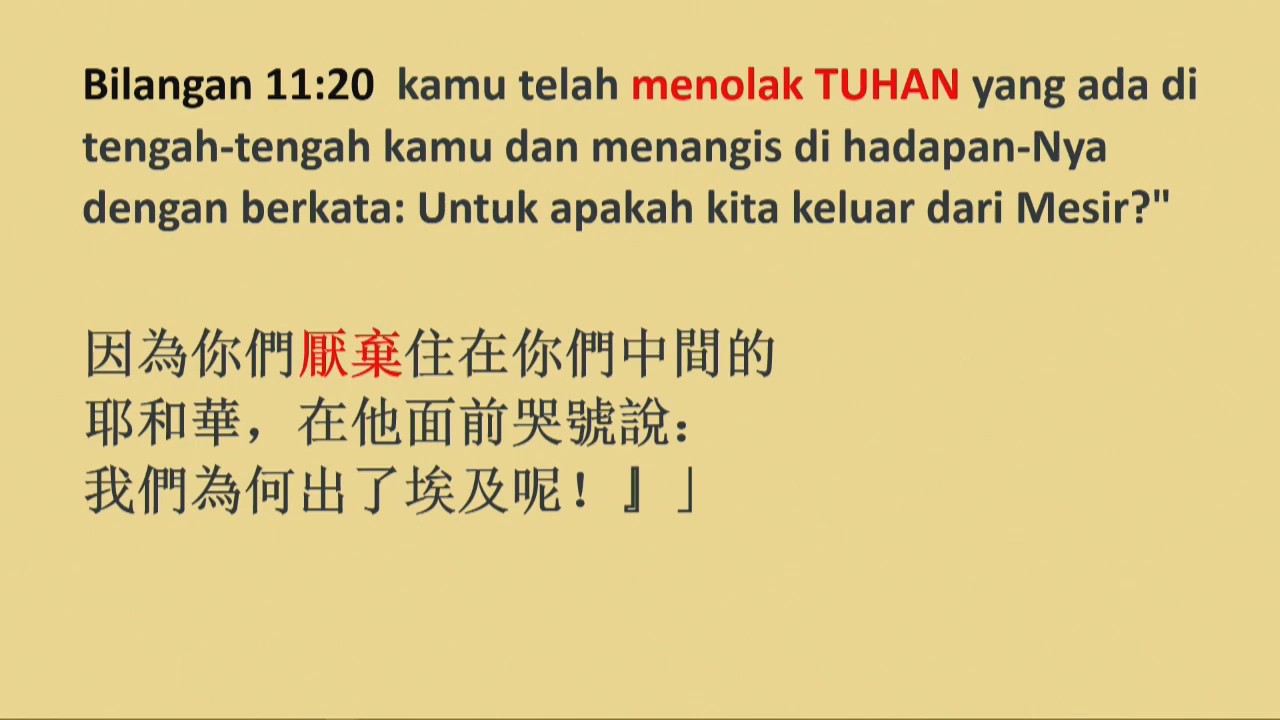 Bilangan 11:20  kamu telah menolak TUHAN yang ada di
tengah-tengah kamu dan menangis di hadapan-Nya
dengan berkata: Untuk apakah kita keluar dari Mesir?"
因為你們厭棄住在你們中間的
耶和華，在他面前哭號說：
我們為何出了埃及呢！』」